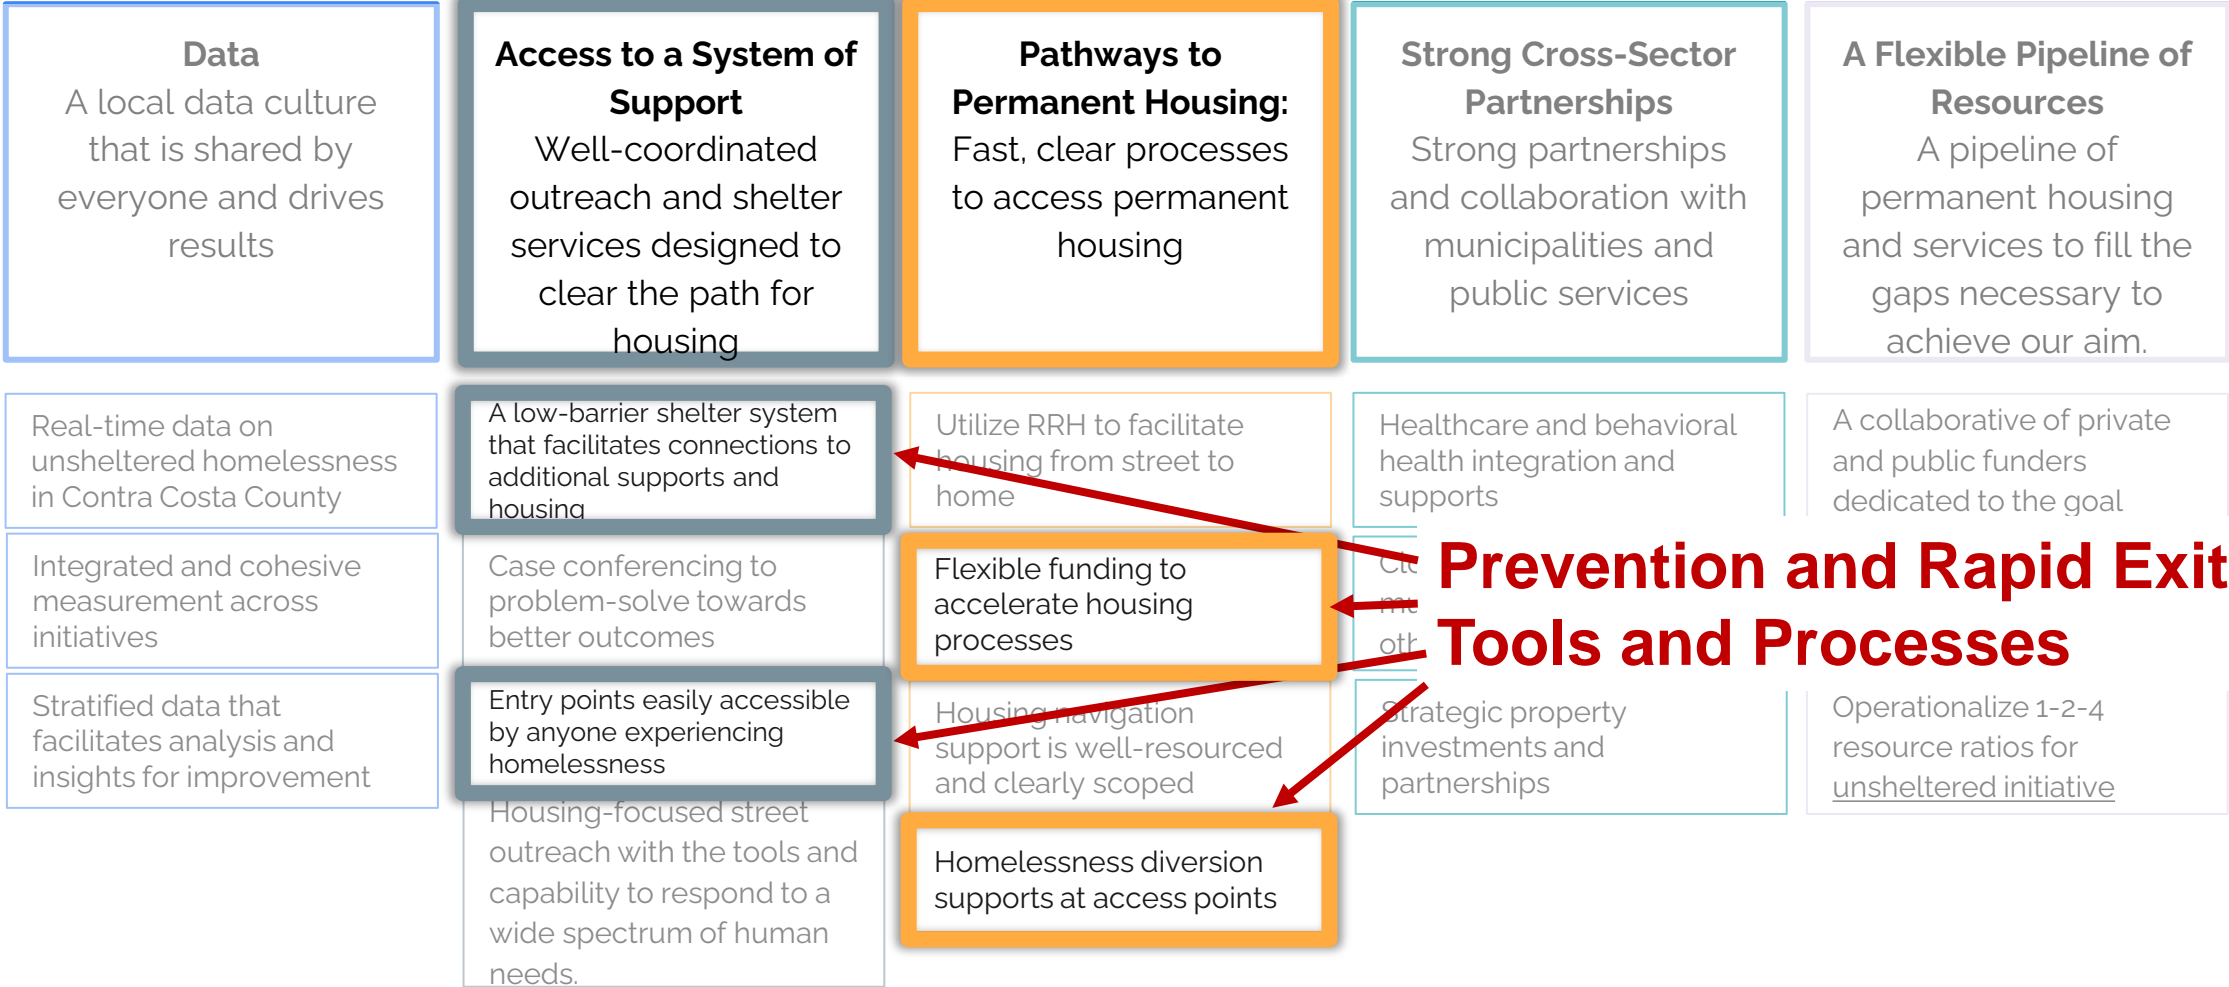 Data
A local data culture
that is shared by
everyone and drives
results
Access to a System of
Support
Well-coordinated
outreach and shelter
services designed to
clear the path for
housing
Pathways to
Permanent Housing:
Fast, clear processes
to access permanent
housing
Strong Cross-Sector
Partnerships
Strong partnerships
and collaboration with
municipalities and
public services
A Flexible Pipeline of
Resources
A pipeline of
permanent housing
and services to fill the
gaps necessary to
achieve our aim.
Real-time data on
unsheltered homelessness
in Contra Costa County
Integrated and cohesive
measurement across
initiatives
Stratified data that
facilitates analysis and
insights for improvement
A low-barrier shelter system
that facilitates connections to
additional supports and
housing
Case conferencing to
problem-solve towards
better outcomes
Entry points easily accessible
by anyone experiencing
homelessness
Housing-focused street
outreach with the tools and
capability to respond to a
wide spectrum of human
needs.
Utilize RRH to facilitate
housing from street to
home
Flexible funding to
accelerate housing
processes
Housing navigation
support is well-resourced
and clearly scoped
Homelessness diversion
supports at access points
Healthcare and behavioral
health integration and
supports
Strategic property
investments and
partnerships
A collaborative of private
and public funders
dedicated to the goal
Operationalize 1-2-4
resource ratios for
unsheltered initiative
Prevention and Rapid Exit
Tools and Processes